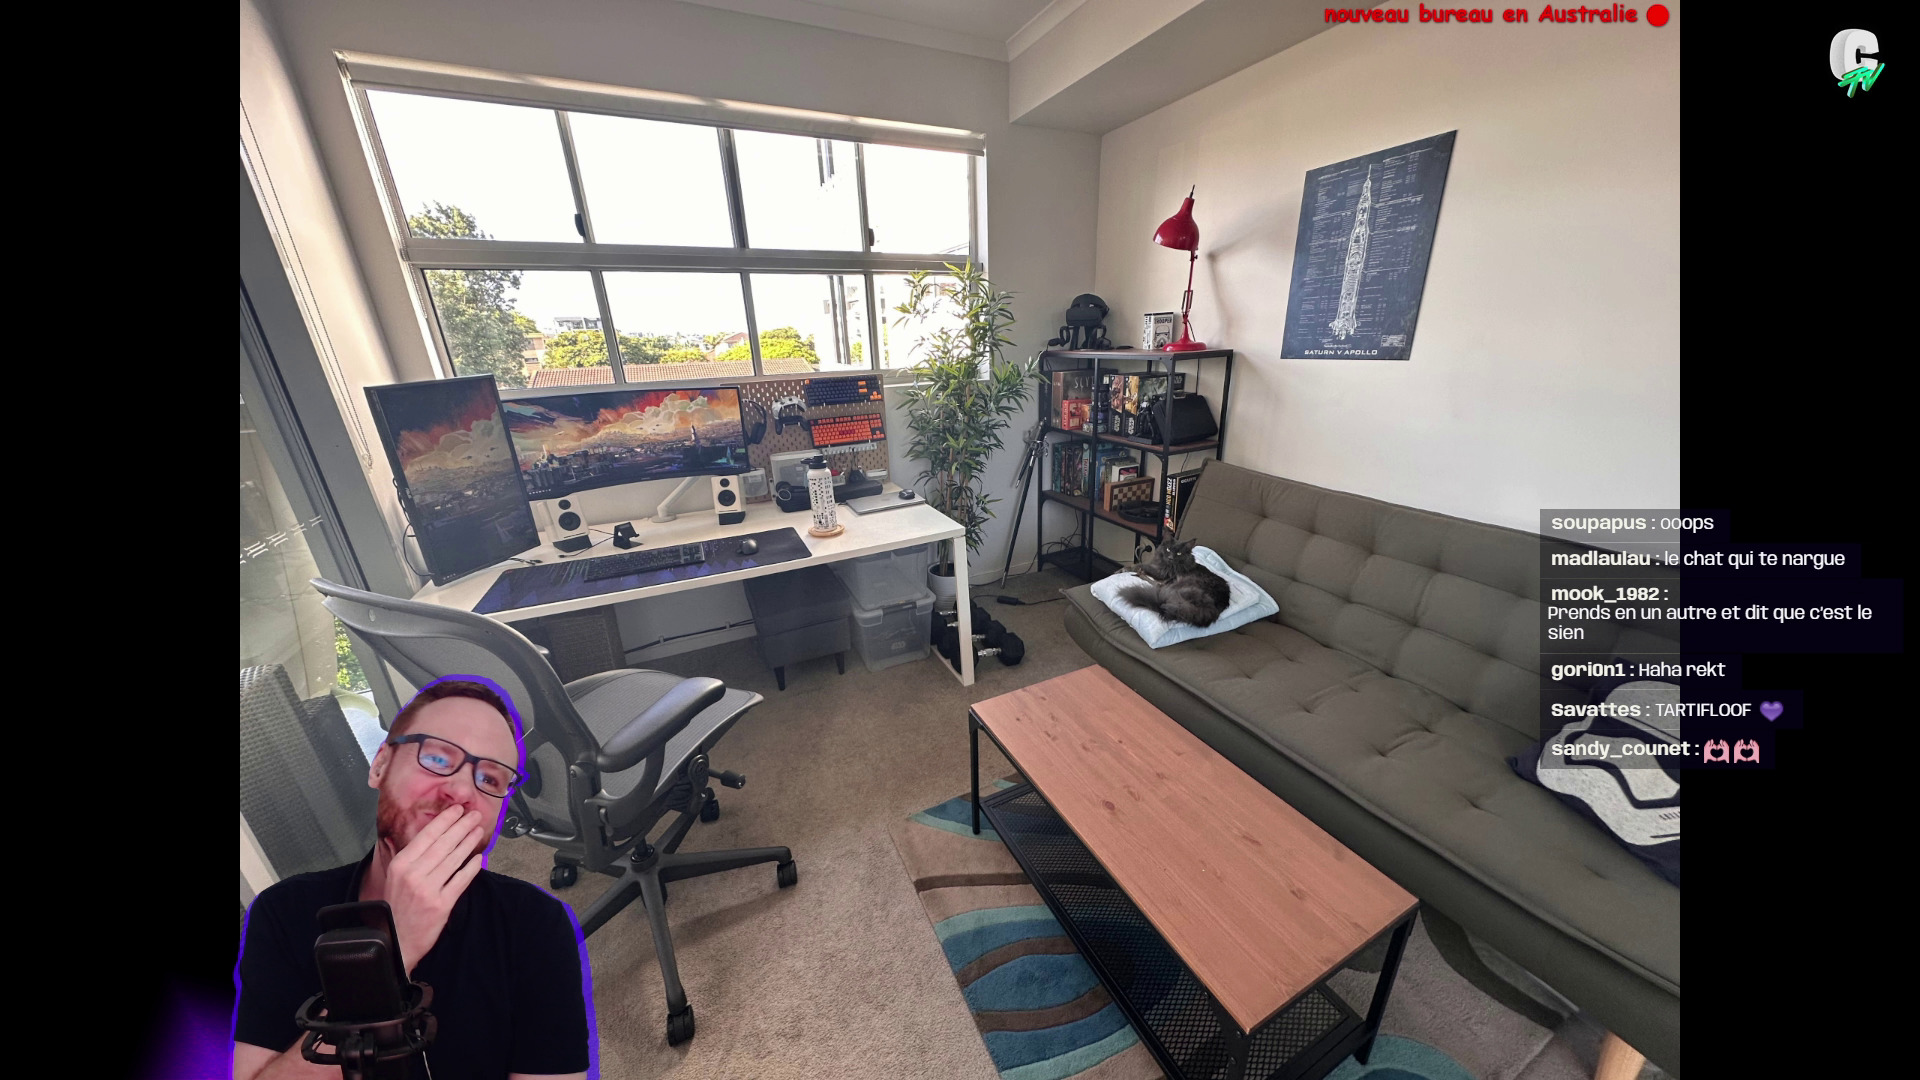 nouveau bureau en Australie
C
TV
SATURN V APOLLO
soupapus : ooops
madlaulau : le chat qui te nargue
mook_1982 :
Prends en un autre et dit que c'est le
sien
gori0n1 : Haha rekt
Savattes : TARTIFLOOF
sandy_counet :